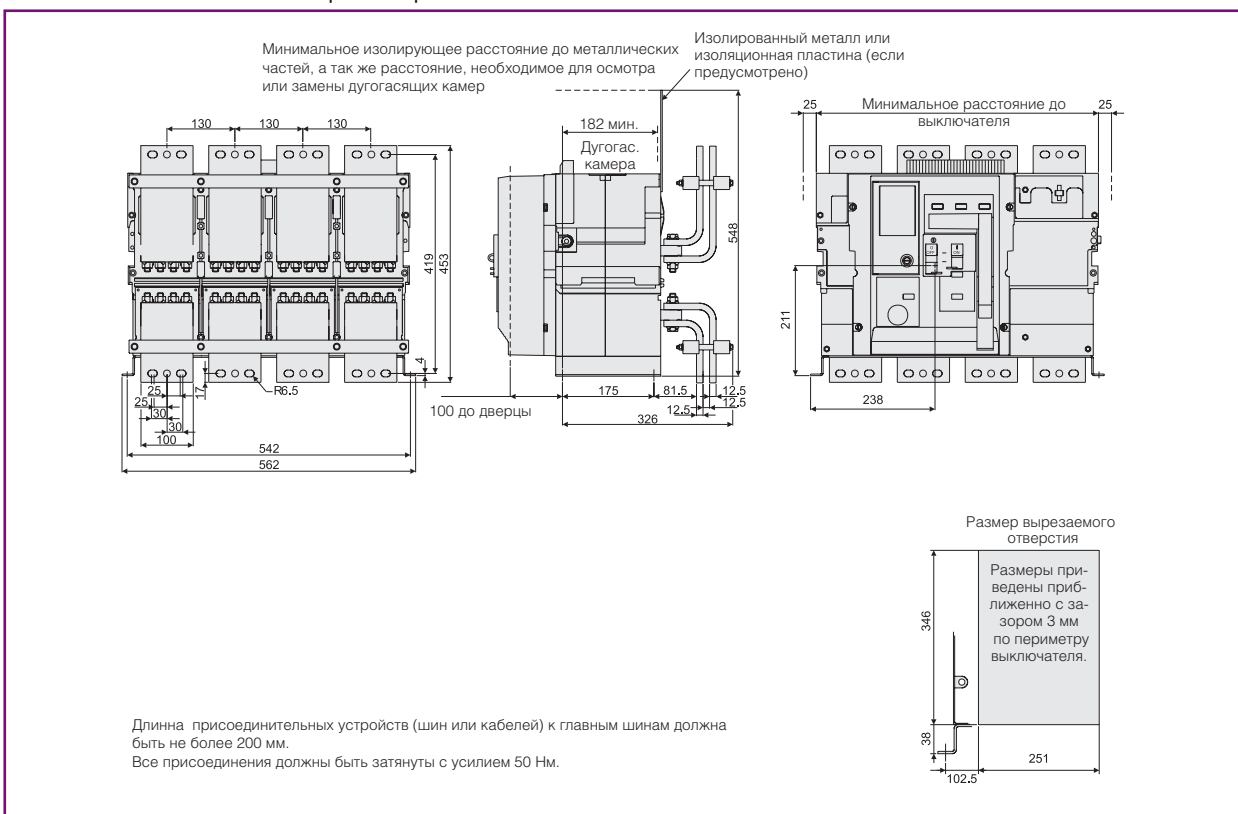 Минимальное изолирующее расстояние до металлических
частей, а так же расстояние, необходимое для осмотра
или замены дугогасящих камер
Изолированный металл или
изоляционная пластина (если
предусмотрено)
130
130
130
419
453
4
R6.5
17
25
25
30
30
100
542
562
182 мин.
Дугогас.
камера
548
175
81.5
12.5
12.5
12.5
326
100 до дверцы
25
Минимальное расстояние до
выключателя
25
OFF
ON
211
238
Размер вырезаемого
отверстия
Размеры при-
ведены приб-
лиженно с за-
зором 3 мм
по периметру
выключателя.
346
38
102.5
251
Длинна присоединительных устройств (шин или кабелей) к главным шинам должна
быть не более 200 мм.
Все присоединения должны быть затянуты с усилием 50 Нм.